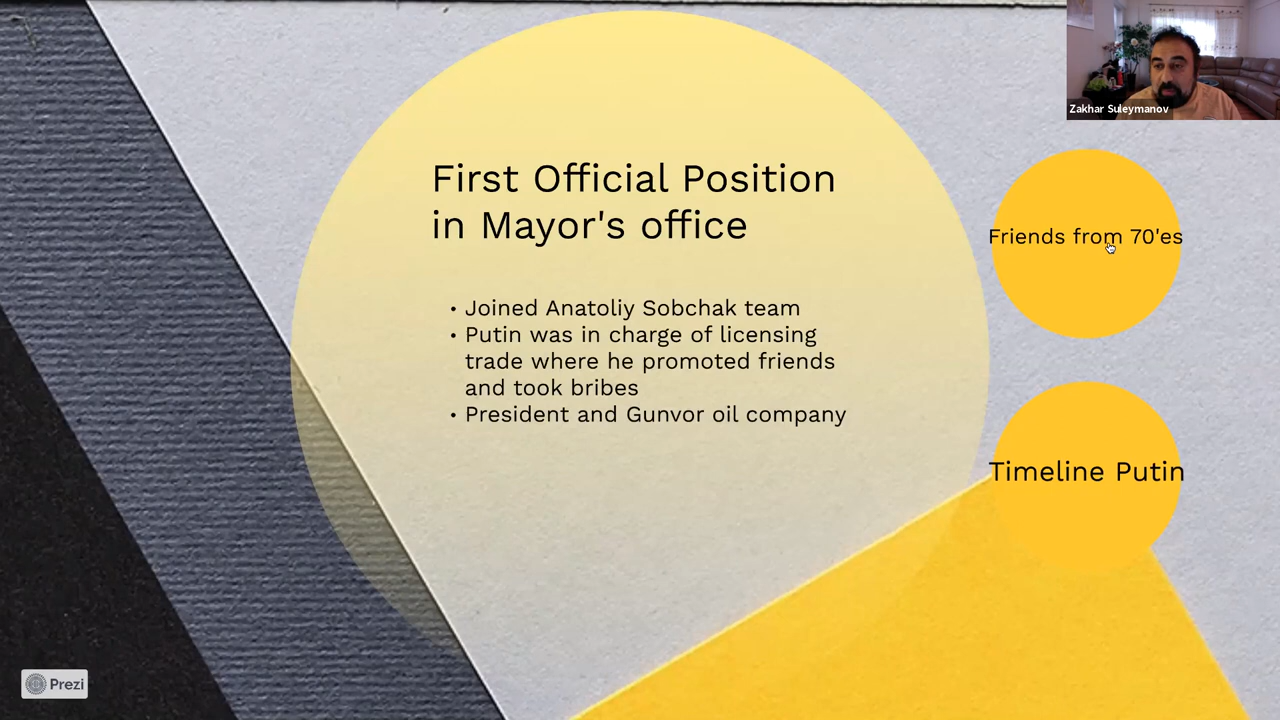 Zakhar Suleymanov
First Official Position
in Mayor's office
• Joined Anatoliy Sobchak team
• Putin was in charge of licensing
trade where he promoted friends
and took bribes
• President and Gunvor oil company
Friends from 70'es
Timeline Putin
Prezi